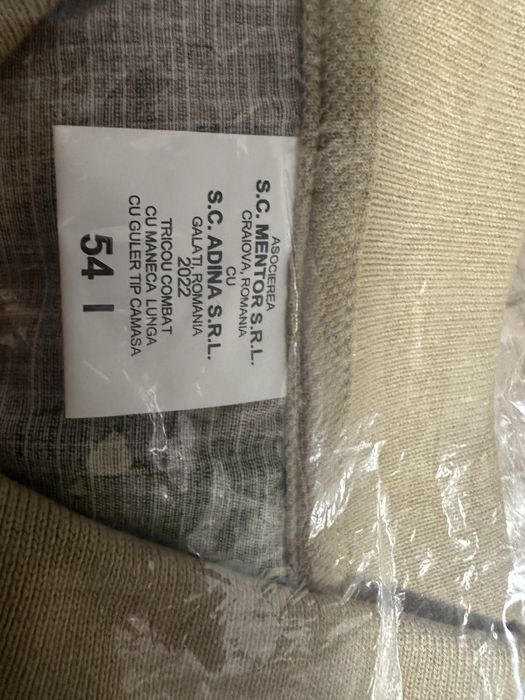 ASOCIEREA
S.C. MENTOR S.R.L.
CRAIOVA, ROMANIA
CU
S.C. ADINA S.R.L.
GALATI, ROMANIA
2022
TRICOU COMBAT
CU MANECA LUNGA
CU GULER TIP CAMASA
54 I